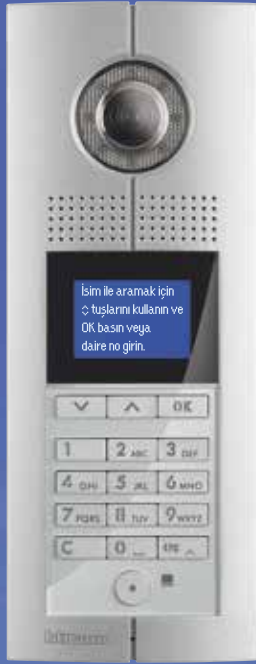 İsim ile aramak için
◇ tuşlarını kullanın ve
OK basın veya
daire no girin.
OK
1 2 ABC 3 DEF
4 GHI 5 JKL 6 MNO
7 PQRS 8 TUV 9 WXYZ
C 0
bticino